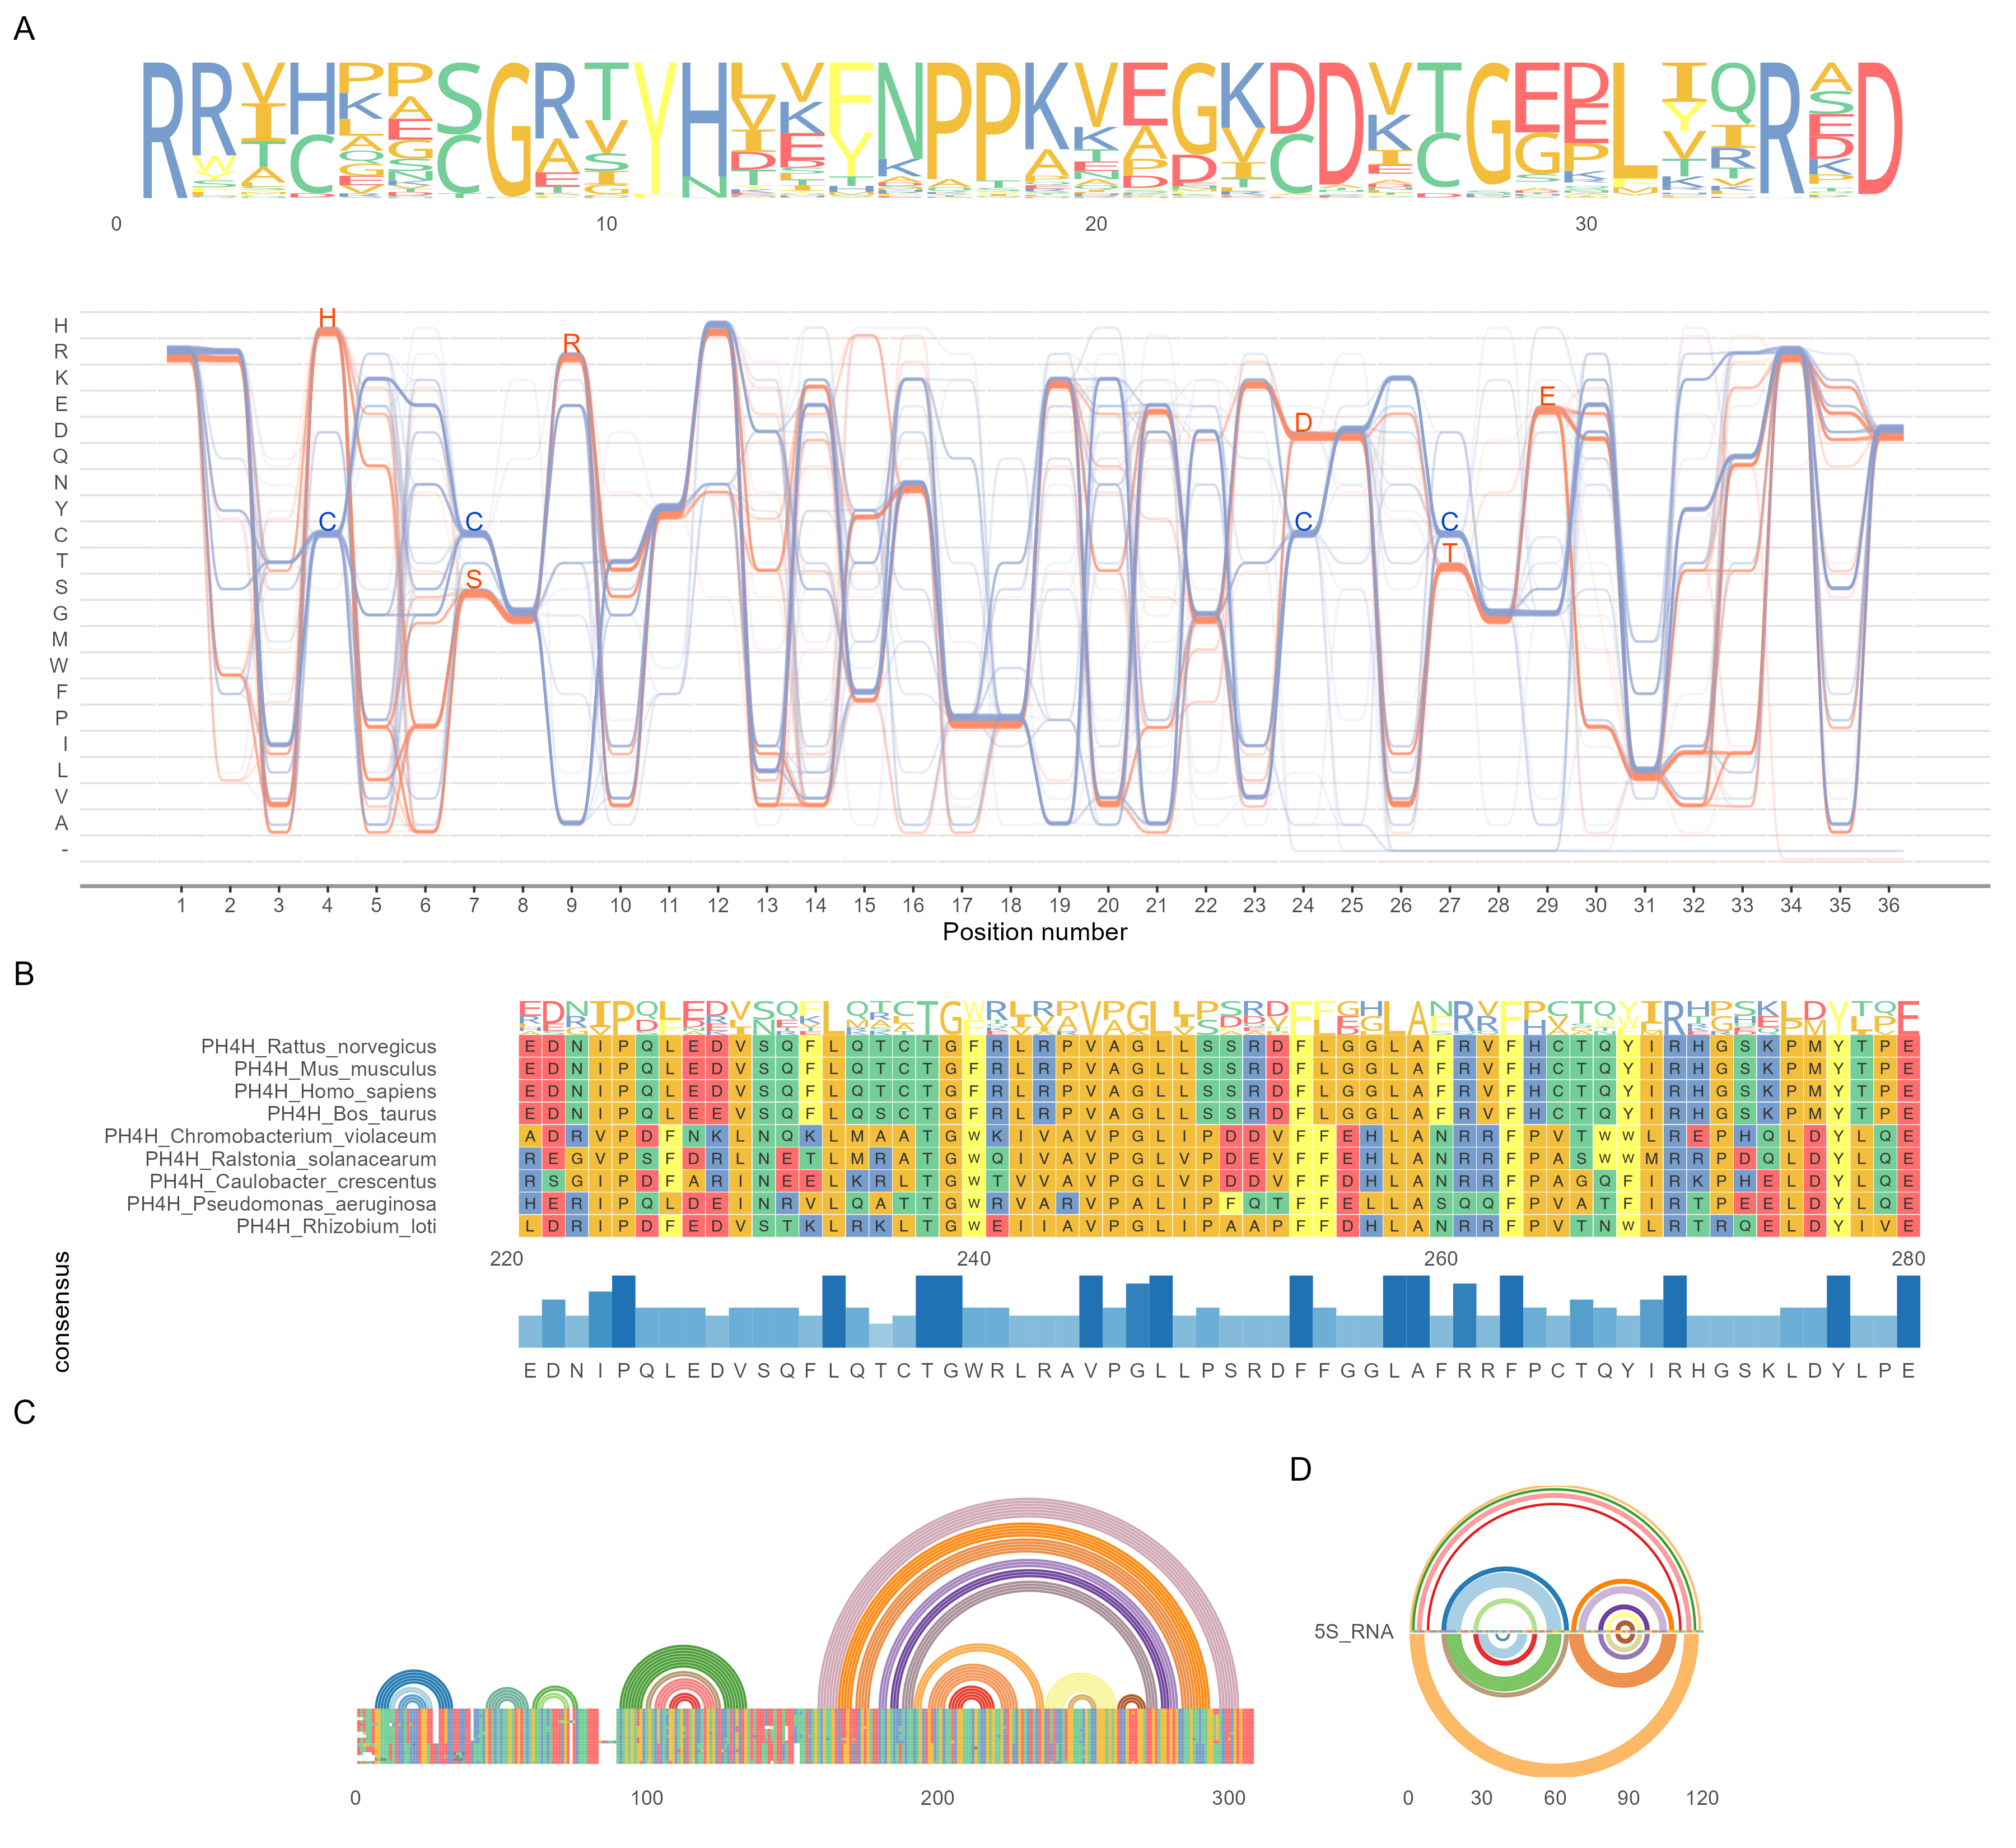 A
0 10 20 30
H
R
K
E
D
Q
N
Y
C
T
S
G
M
W
F
P
I
L
V
A
-
H
R
E
D
C C C C
T
S
1 2 3 4 5 6 7 8 9 10 11 12 13 14 15 16 17 18 19 20 21 22 23 24 25 26 27 28 29 30 31 32 33 34 35 36
Position number
B
PH4H_Rattus_norvegicus E D N I P Q L E D V S Q F L Q T C T G F R L R P V A G L L S S R D F L G G L A F R V F H C T Q Y I R H G S K P M Y T P E
PH4H_Mus_musculus E D N I P Q L E D V S Q F L Q T C T G F R L R P V A G L L S S R D F L G G L A F R V F H C T Q Y I R H G S K P M Y T P E
PH4H_Homo_sapiens E D N I P Q L E D V S Q F L Q T C T G F R L R P V A G L L S S R D F L G G L A F R V F H C T Q Y I R H G S K P M Y T P E
PH4H_Bos_taurus E D N I P Q L E E V S Q F L Q S C T G F R L R P V A G L L S S R D F L G G L A F R V F H C T Q Y I R H G S K P M Y T P E
PH4H_Chromobacterium_violaceum A D R V P D F N K L N Q K L M A A T G W K I V A V P G L I P D D V F F E H L A N R R F P V T W W L R E P H Q L D Y L Q E
PH4H_Ralstonia_solanacearum R E G V P S F D R L N E T L M R A T G W Q I V A V P G L V P D E V F F E H L A N R R F P A S W W M R R P D Q L D Y L Q E
PH4H_Caulobacter_crescentus R S G I P D F A R I N E E L K R L T G W T V V A V P G L V P D D V F F D H L A N R R F P A G Q F I R K P H E L D Y L Q E
PH4H_Pseudomonas_aeruginosa H E R I P Q L D E I N R V L Q A T T G W R V A R V P A L I P F Q T F F E L L A S Q Q F P V A T F I R T P E E L D Y L Q E
PH4H_Rhizobium_loti L D R I P D F E D V S T K L R K L T G W E I I A V P G L I P A A P F F D H L A N R R F P V T N W L R T R Q E L D Y I V E
220 240 260 280
consensus
E D N I P Q L E D V S Q F L Q T C T G W R L R A V P G L L P S R D F F G G L A F R R F P C T Q Y I R H G S K L D Y L P E
C
0 100 200 300
D
5S_RNA
0 30 60 90 120